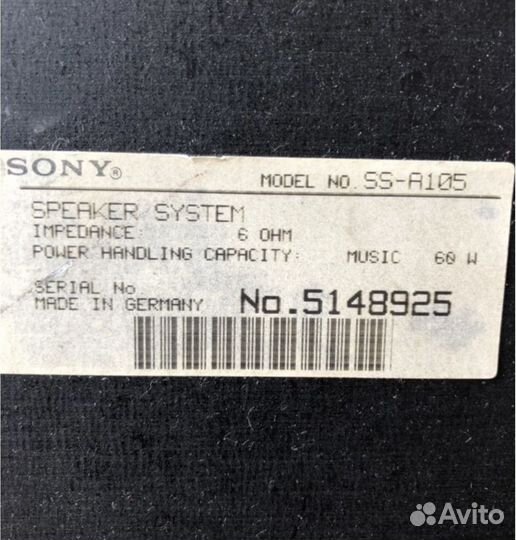 SONY® MODEL NO. SS-A105
SPEAKER SYSTEM
IMPEDANCE: 6 OHM
POWER HANDLING CAPACITY: MUSIC 60 W
SERIAL No.
MADE IN GERMANY No.5148925
Avito